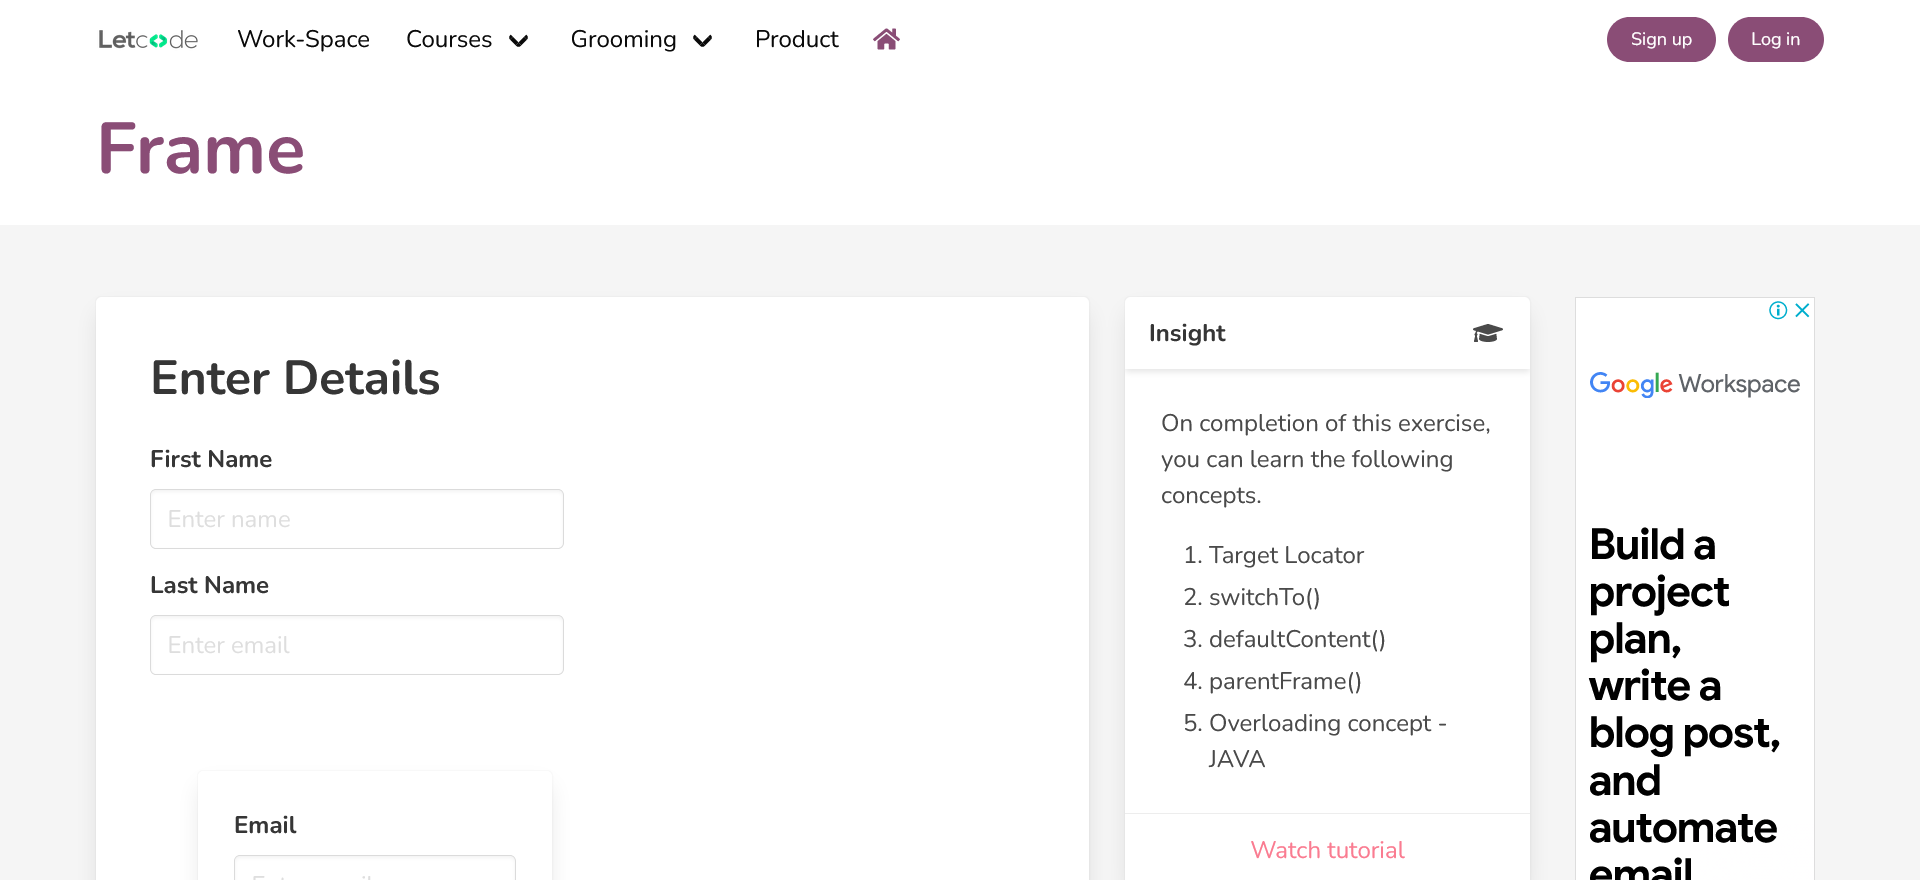 Letcode Work-Space Courses Grooming Product Sign up Log in
Frame
Enter Details
First Name
Enter name
Last Name
Enter email
Email
Insight
On completion of this exercise,
you can learn the following
concepts.
1. Target Locator
2. switchTo()
3. defaultContent()
4. parentFrame()
5. Overloading concept -
JAVA
Watch tutorial
Google Workspace
Build a
project
plan,
write a
blog post,
and
automate
email